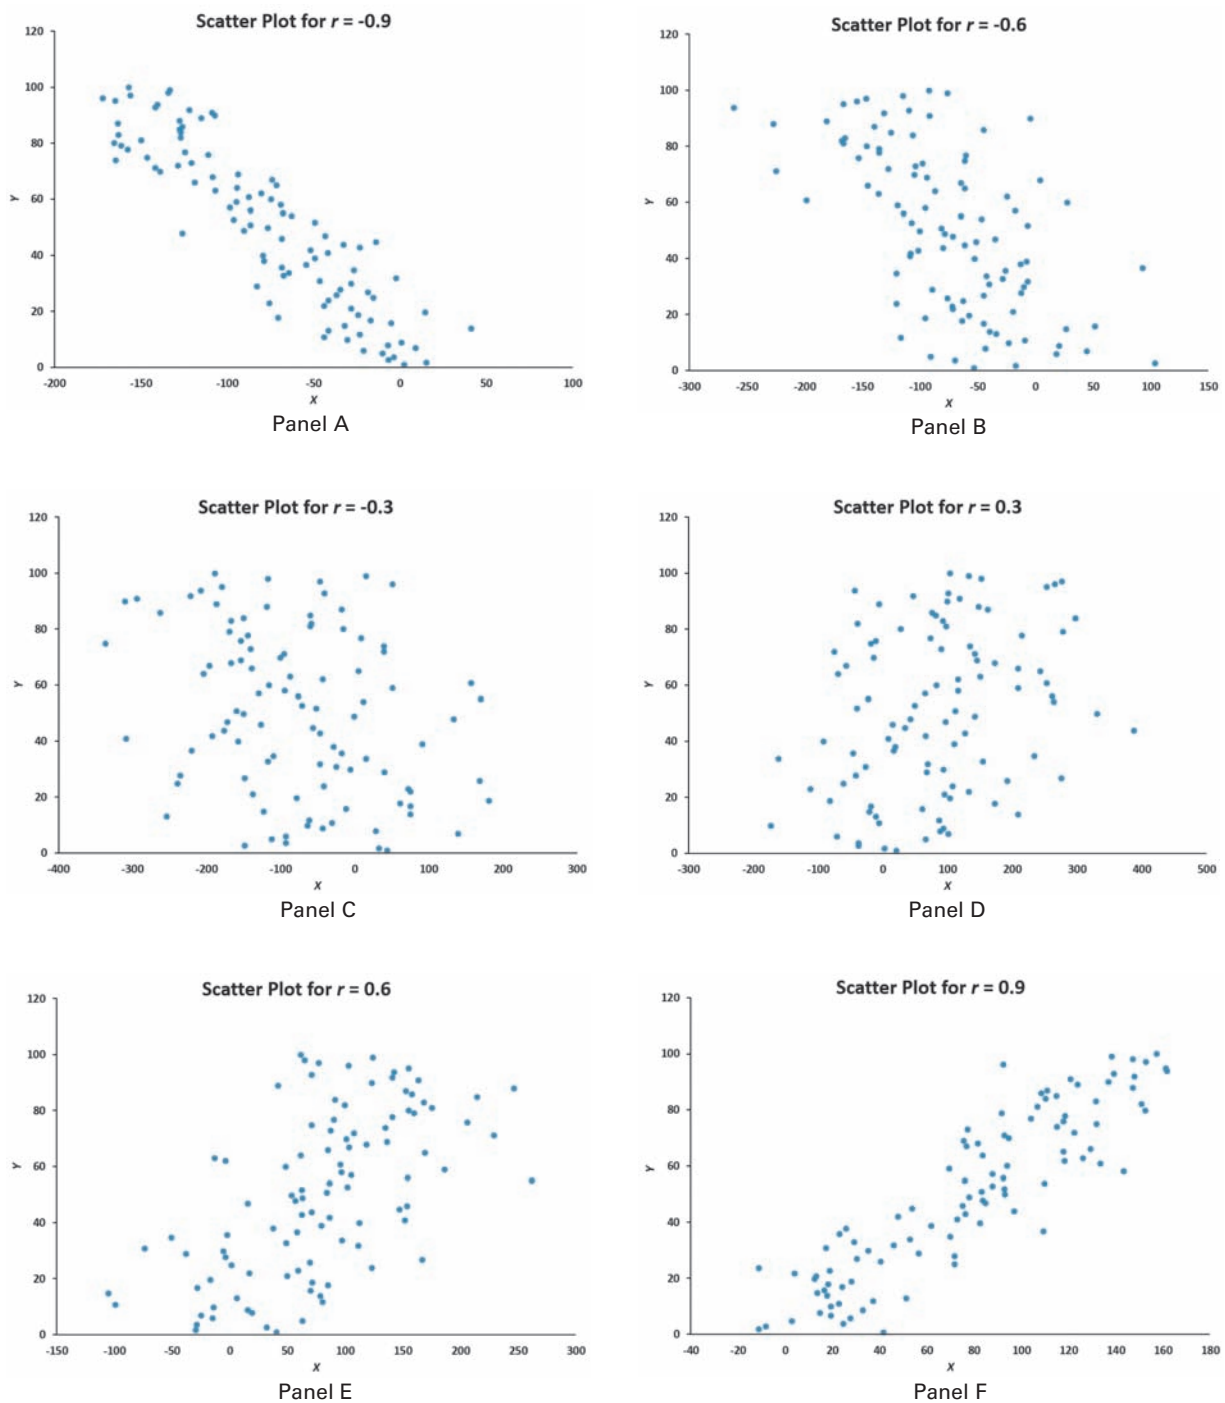 Scatter Plot for r = -0.9
120
100
80
60
40
20
0
Y
-200 -150 -100 -50 0 50 100
X
Panel A
Scatter Plot for r = -0.6
120
100
80
60
40
20
0
Y
-300 -250 -200 -150 -100 -50 0 50 100 150
X
Panel B
Scatter Plot for r = -0.3
120
100
80
60
40
20
0
Y
-400 -300 -200 -100 0 100 200 300
X
Panel C
Scatter Plot for r = 0.3
120
100
80
60
40
20
0
Y
-300 -200 -100 0 100 200 300 400 500
X
Panel D
Scatter Plot for r = 0.6
120
100
80
60
40
20
0
Y
-150 -100 -50 0 50 100 150 200 250 300
X
Panel E
Scatter Plot for r = 0.9
120
100
80
60
40
20
0
Y
-40 -20 0 20 40 60 80 100 120 140 160 180
X
Panel F